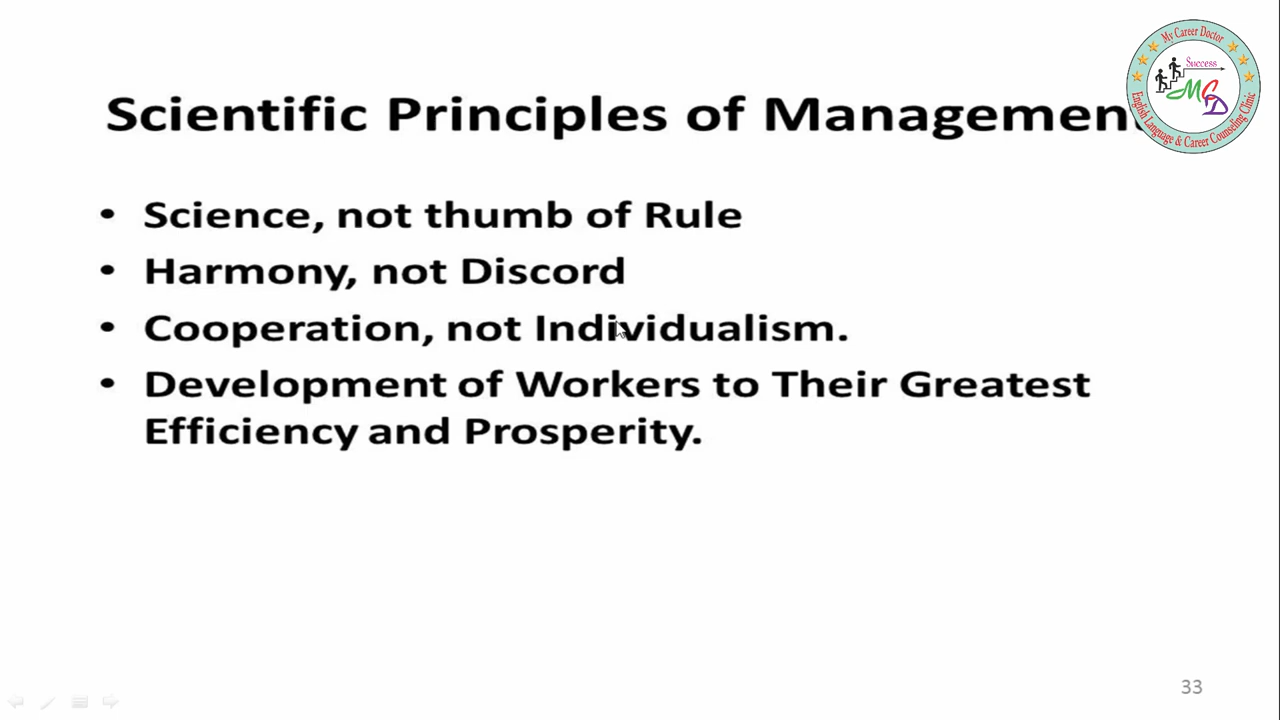 My Career Doctor
Success
MCD
English Language & Career Counseling Clinic
Scientific Principles of Managemen
• Science, not thumb of Rule
• Harmony, not Discord
• Cooperation, not Individualism.
• Development of Workers to Their Greatest
Efficiency and Prosperity.
33